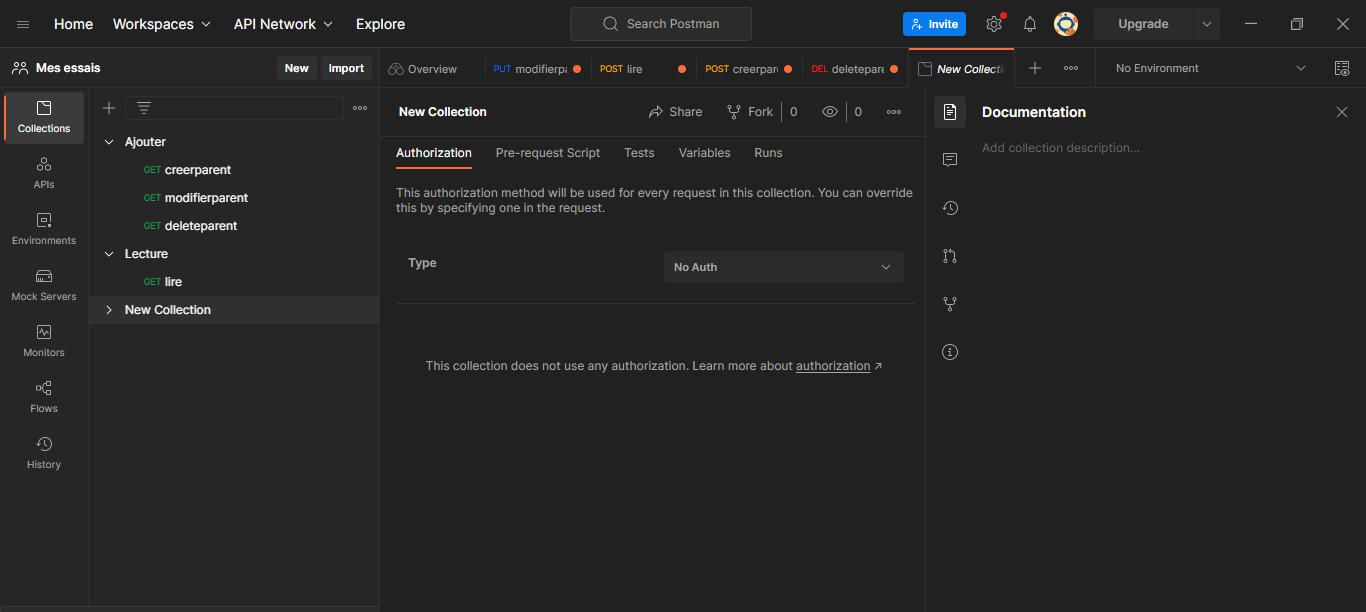 Home Workspaces API Network Explore Search Postman Invite Upgrade
Mes essais New Import
Overview PUT modifierpa POST lire POST creerparen DEL deletepare New Collecti No Environment
Collections
APIs
Environments
Mock Servers
Monitors
Flows
History
Ajouter
GET creerparent
GET modifierparent
GET deleteparent
Lecture
GET lire
New Collection
New Collection Share Fork 0 0
Authorization Pre-request Script Tests Variables Runs
This authorization method will be used for every request in this collection. You can override
this by specifying one in the request.
Type No Auth
This collection does not use any authorization. Learn more about authorization ↗
Documentation
Add collection description...